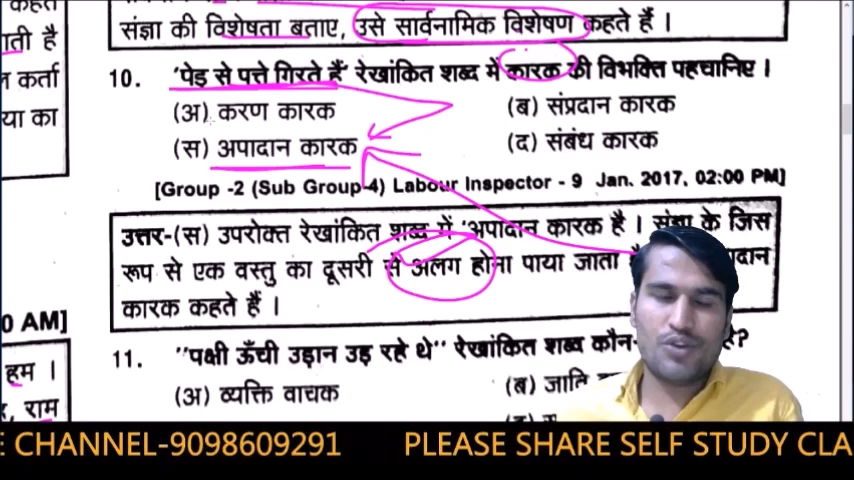 कहते
संज्ञा की विशेषता बताए, उसे सार्वनामिक विशेषण कहते हैं ।
ाती है
10. 'पेड़ से पत्ते गिरते हैं' रेखांकित शब्द में कारक की विभक्ति पहचानिए ।
कर्ता
(अ) करण कारक (ब) संप्रदान कारक
या का
(स) अपादान कारक (द) संबंध कारक
[Group -2 (Sub Group-4) Labour Inspector - 9 Jan. 2017, 02:00 PM]
उत्तर-(स) उपरोक्त रेखांकित शब्द में 'अपादान कारक है । संज्ञा के जिस
रूप से एक वस्तु का दूसरी से अलग होना पाया जाता
कारक कहते हैं ।
0 AM]
11. "पक्षी ऊँची उड़ान उड़ रहे थे" रेखांकित शब्द कौन-
हम ।
(अ) व्यक्ति वाचक (ब) जाति
राम
E CHANNEL-9098609291 PLEASE SHARE SELF STUDY CLA